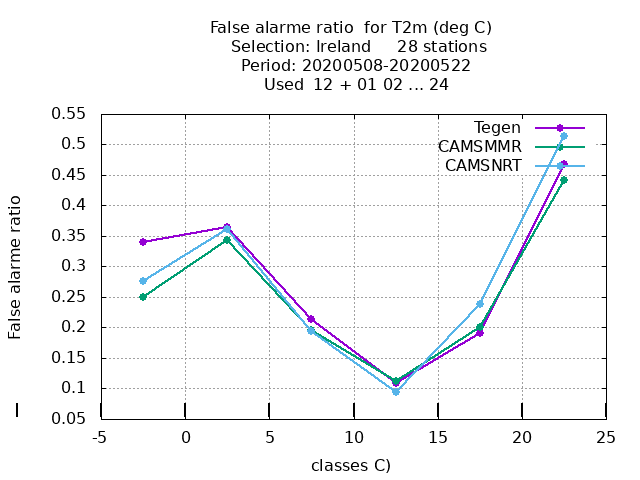 False alarme ratio  for T2m (deg C)
Selection: Ireland     28 stations
Period: 20200508-20200522
Used  12 + 01 02 ... 24
Tegen
CAMSMMR
CAMSNRT
False alarme ratio
0.55
0.5
0.45
0.4
0.35
0.3
0.25
0.2
0.15
0.1
0.05
-5 0 5 10 15 20 25
classes C)